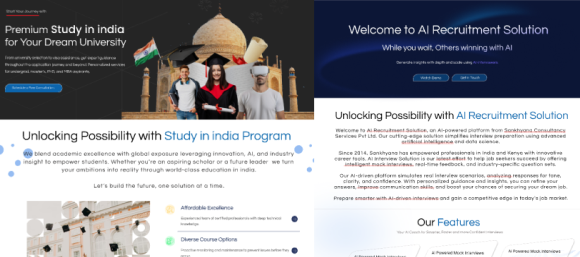 Start Your Journey with
Premium Study in india
for Your Dream University
Unlocking Possibility with Study in india Program
We blend academic excellence with global exposure leveraging innovation, AI, and industry
insight to empower students. Whether you're an aspiring scholar or a future leader we turn
your ambitions into reality through world-class education in india.
Let's build the future, one solution at a time.
Affordable Excellence
Diverse Course Options
Welcome to AI Recruitment Solution
While you wait, Others winning with AI
Generate insights with depth and scale using
Watch Demo
Unlocking Possibility with AI Recruitment Solution
Welcome to AI Recruitment Solution, an AI-powered platform from Sankhyana Consultancy
Services Pvt Ltd. Our cutting-edge solution simplifies interview preparation using advanced
artificial intelligence and data science.
Since 2014, Sankhyana has empowered professionals in India and Kenya with innovative
career tools. AI Interview Solution is our latest effort to help job seekers succeed by offering
intelligent mock interviews, real-time feedback, and industry-specific question sets.
Our AI-driven platform simulates real interview scenarios, analyzing responses for tone,
clarity, and confidence. With personalized guidance and insights, you can refine your
answers, improve communication skills, and boost your chances of securing your dream job.
Prepare smarter with AI-driven interviews and gain a competitive edge in today's job market.
Our Features
AI Powered Mock Interviews
AI Powered Mock Interviews